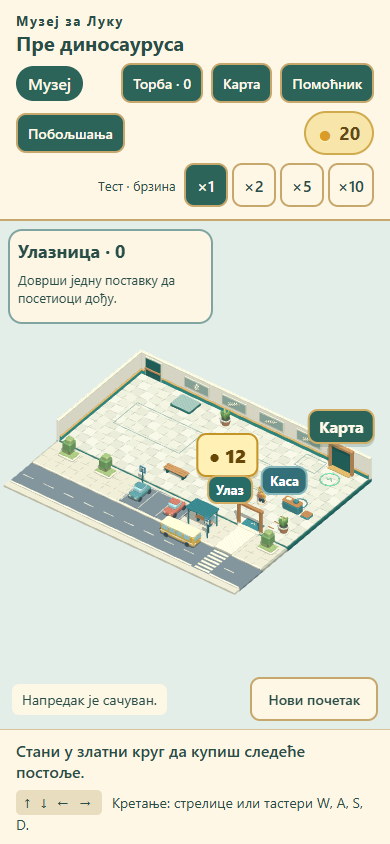 Музеј за Луку
Пре диносауруса
Музеј
Торба · 0
Карта
Помоћник
Побољшања
20
Тест · брзина
×1
×2
×5
×10
Улазница · 0
Доврши једну поставку да
посетиоци дођу.
Карта
12
Улаз
Каса
Напредак је сачуван.
Нови почетак
Стани у златни круг да купиш следеће
постоље.
↑ ↓ ← → Кретање: стрелице или тастери W, A, S,
D.